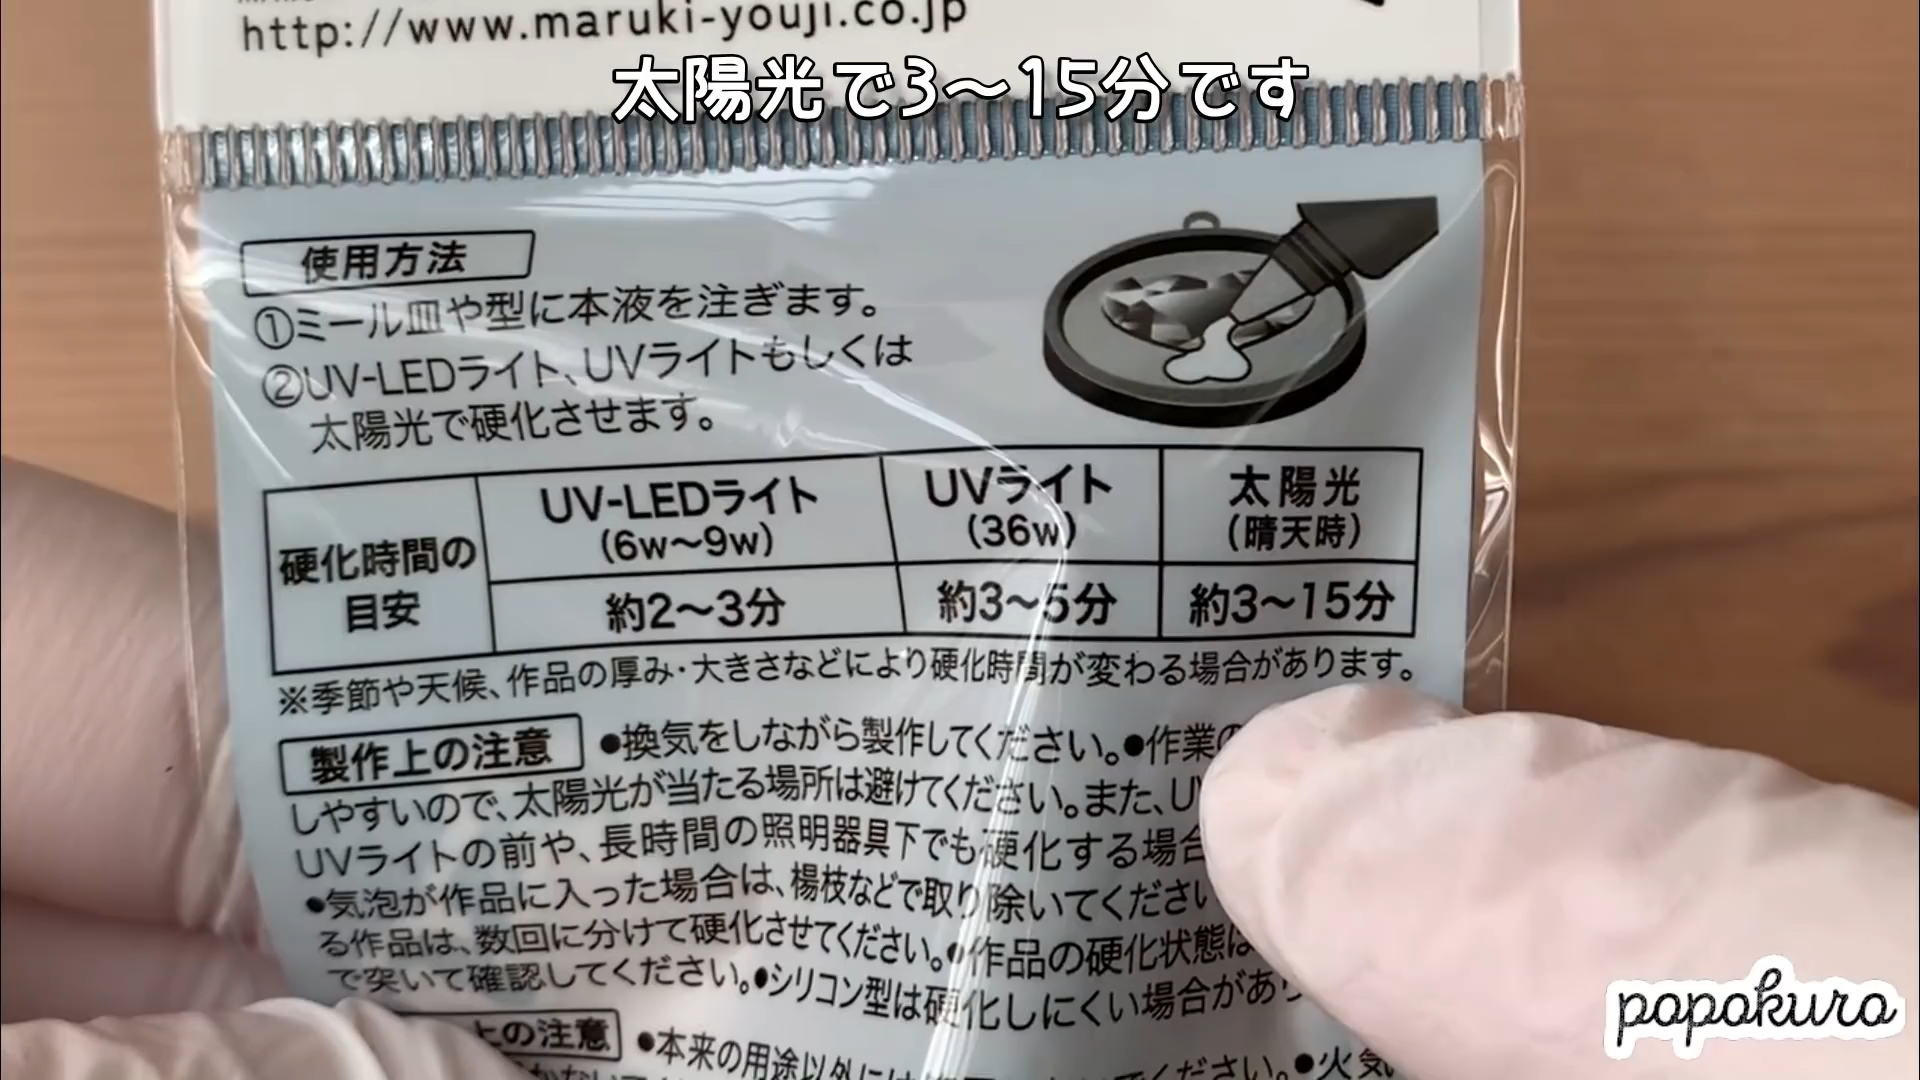 http://www.maruki-youji.co.jp
太陽光で3〜15分です
使用方法
①ミール皿や型に本液を注ぎます。
②UV-LEDライト、UVライトもしくは
太陽光で硬化させます。
硬化時間の
目安
UV-LEDライト
(6w〜9w)
UVライト
(36w)
太陽光
(晴天時)
約2〜3分
約3〜5分
約3〜15分
※季節や天候、作品の厚み・大きさなどにより硬化時間が変わる場合があります。
製作上の注意 ●換気をしながら製作してください。●作業の
しやすいので、太陽光が当たる場所は避けてください。また、UV
UVライトの前や、長時間の照明器具下でも硬化する場合
●気泡が作品に入った場合は、楊枝などで取り除いてください
る作品は、数回に分けて硬化させてください。●作品の硬化状態は
で突いて確認してください。●シリコン型は硬化しにくい場合があり
上の注意 ●本来の用途以外には
ください。●火気
popokuro